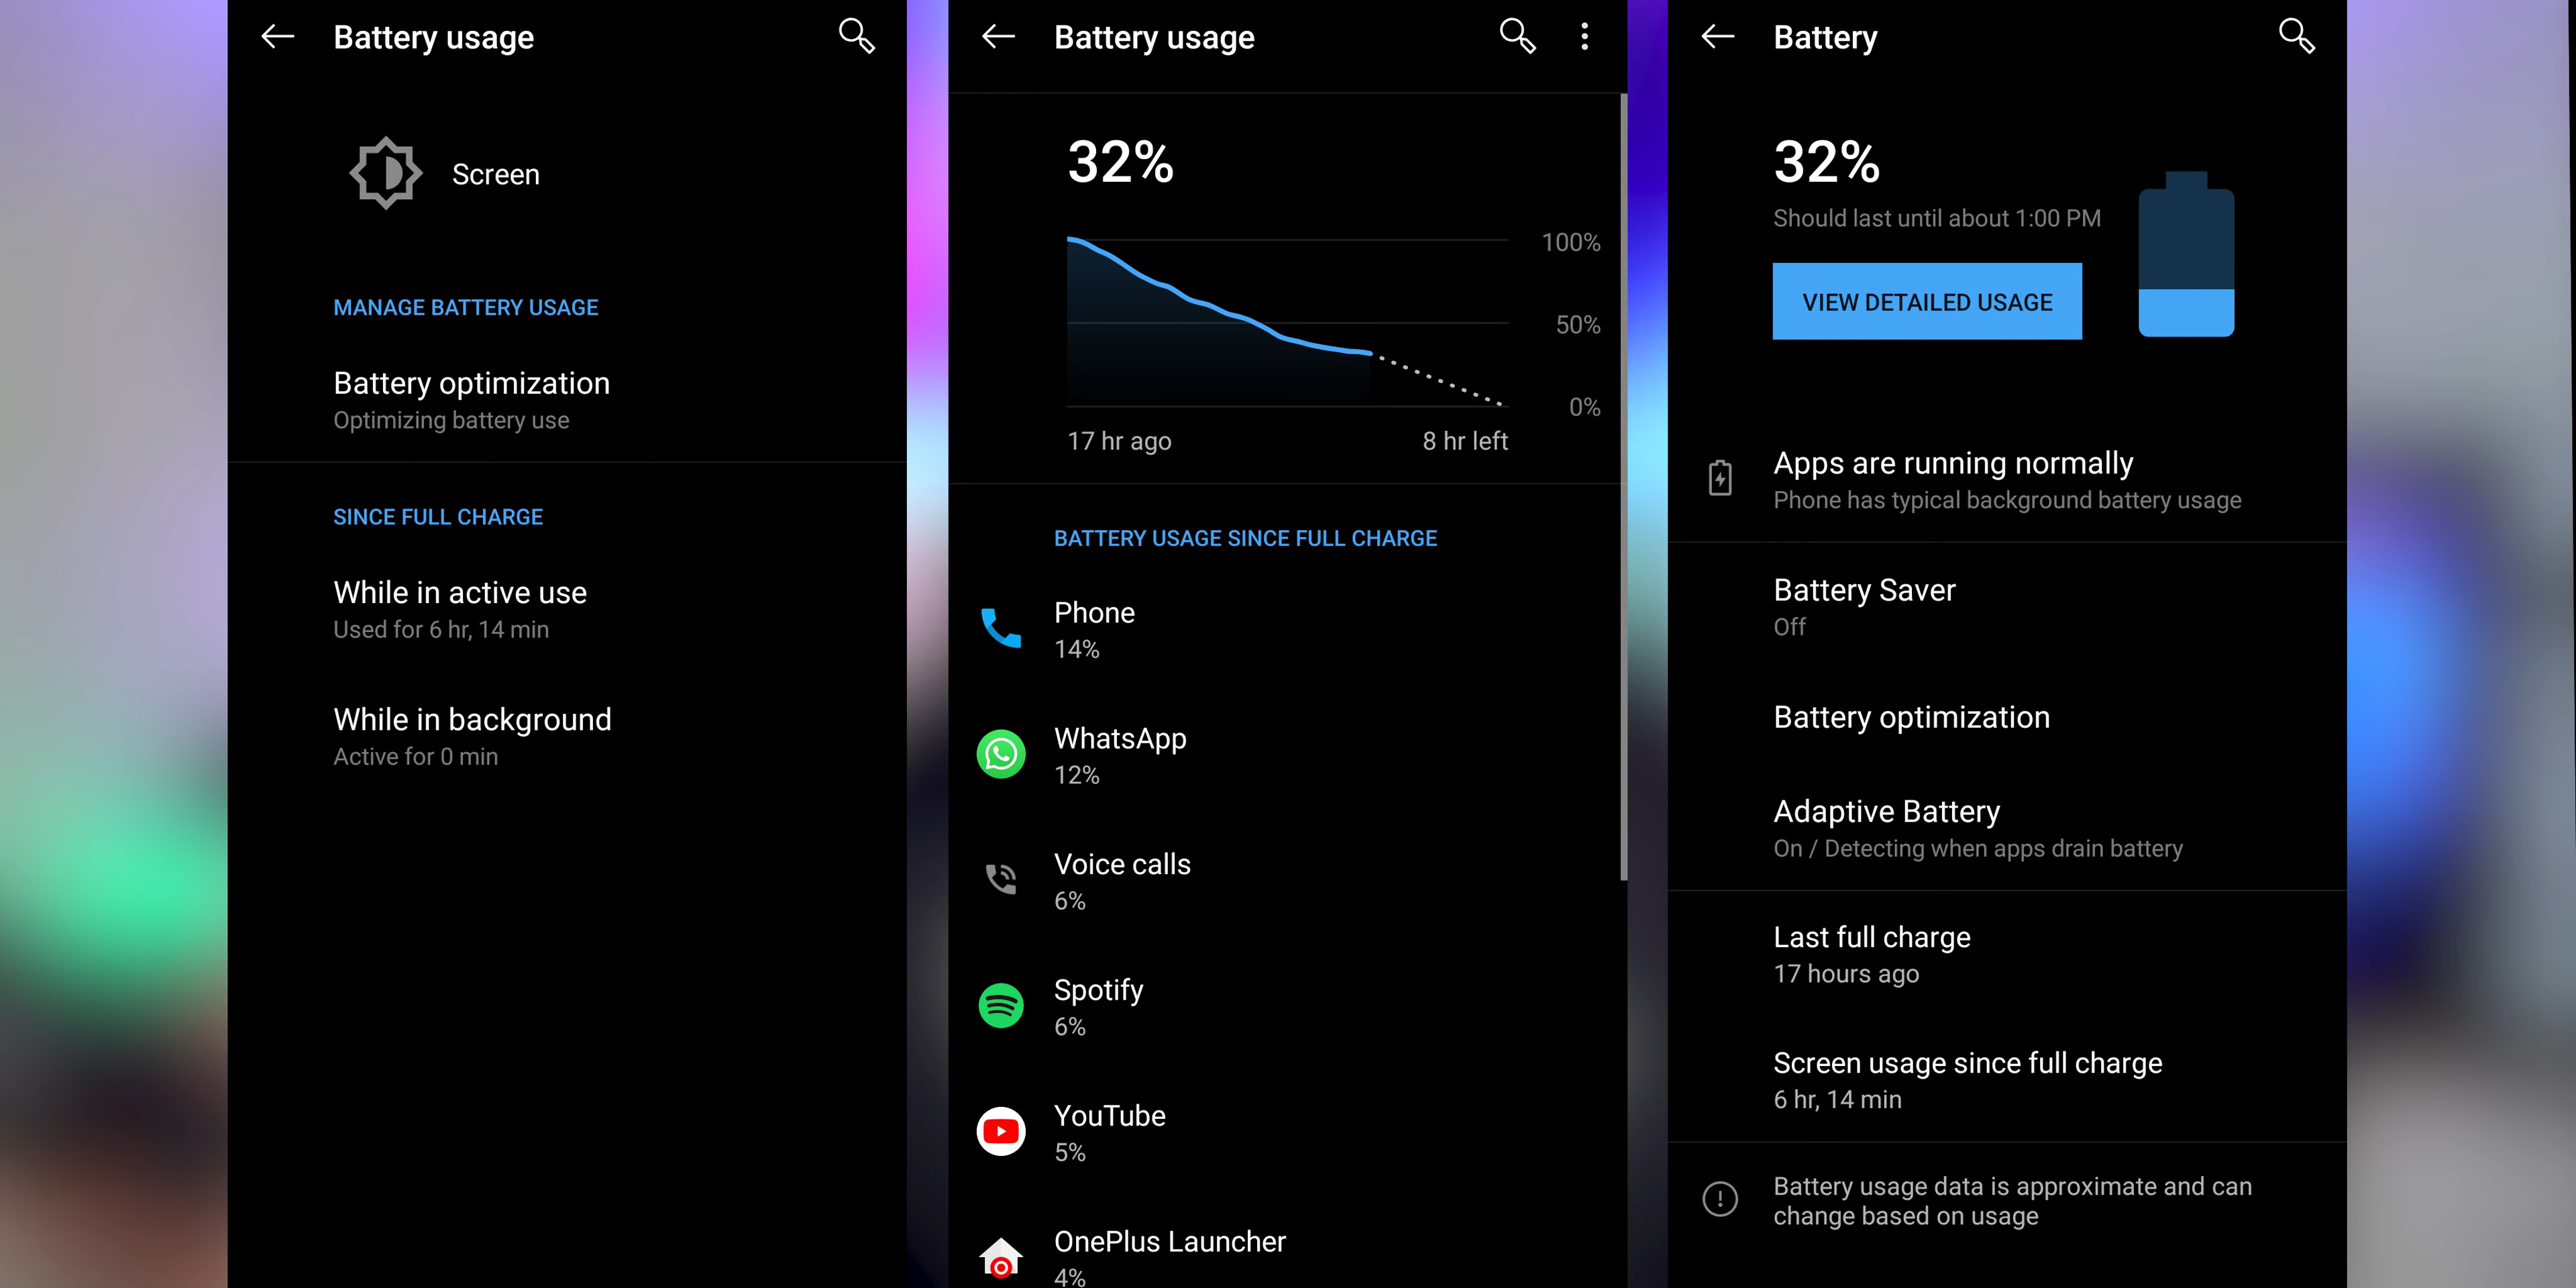 Battery usage
Screen
MANAGE BATTERY USAGE
Battery optimization
Optimizing battery use
SINCE FULL CHARGE
While in active use
Used for 6 hr, 14 min
While in background
Active for 0 min
Battery usage
32%
100%
50%
0%
17 hr ago
8 hr left
BATTERY USAGE SINCE FULL CHARGE
Phone
14%
WhatsApp
12%
Voice calls
6%
Spotify
6%
YouTube
5%
OnePlus Launcher
4%
Battery
32%
Should last until about 1:00 PM
VIEW DETAILED USAGE
Apps are running normally
Phone has typical background battery usage
Battery Saver
Off
Battery optimization
Adaptive Battery
On / Detecting when apps drain battery
Last full charge
17 hours ago
Screen usage since full charge
6 hr, 14 min
Battery usage data is approximate and can
change based on usage